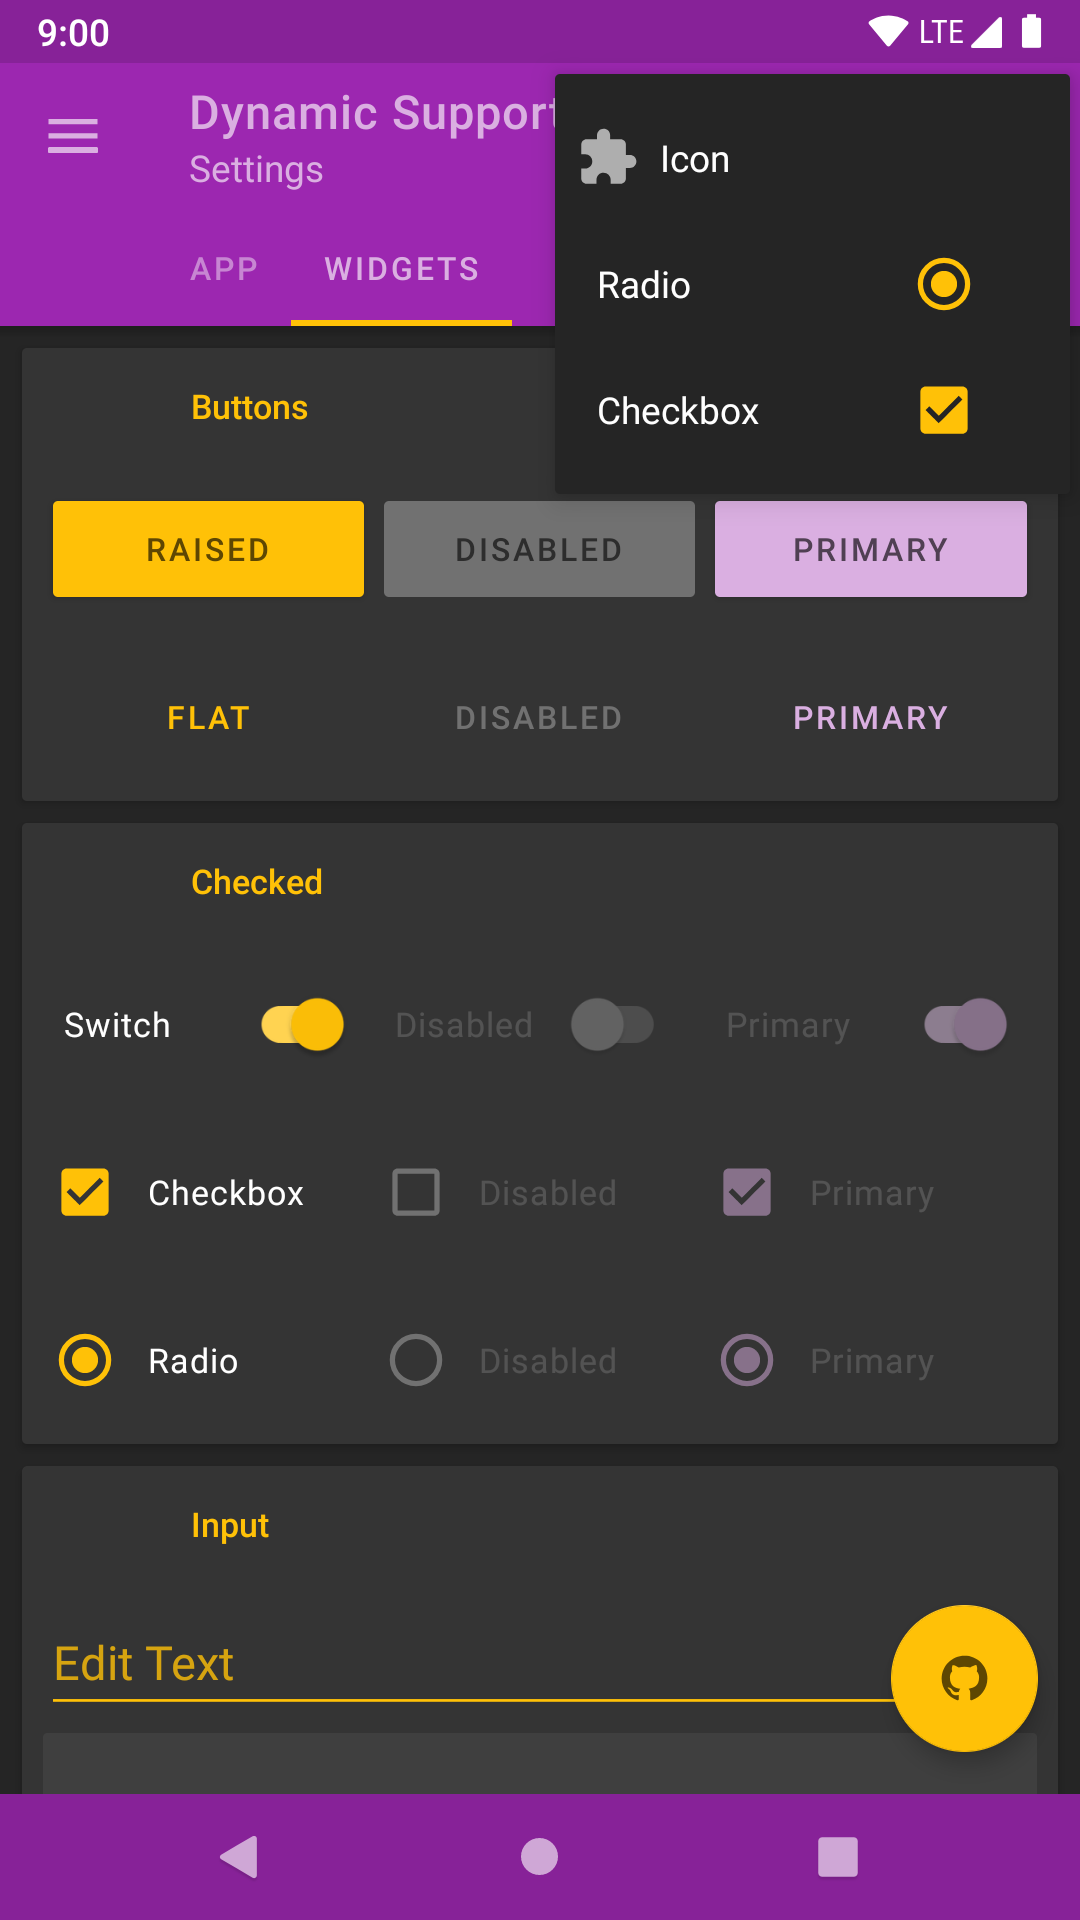 9:00 LTE
Dynamic Support
Settings
APP WIDGETS
Icon
Radio
Checkbox
Buttons
RAISED DISABLED PRIMARY
FLAT DISABLED PRIMARY
Checked
Switch Disabled Primary
Checkbox Disabled Primary
Radio Disabled Primary
Input
Edit Text